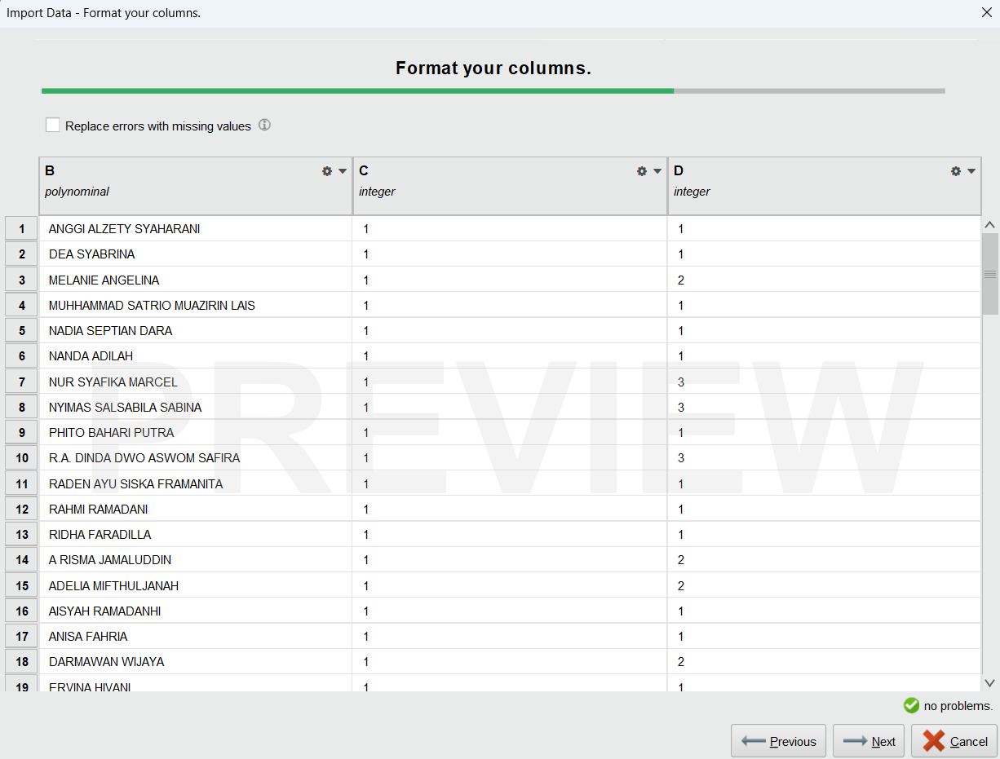 Import Data - Format your columns.
Format your columns.
Replace errors with missing values
B C D
polynominal integer integer
1 ANGGI ALZETY SYAHARANI 1 1
2 DEA SYABRINA 1 1
3 MELANIE ANGELINA 1 2
4 MUHHAMMAD SATRIO MUAZIRIN LAIS 1 1
5 NADIA SEPTIAN DARA 1 1
6 NANDA ADILAH 1 1
7 NUR SYAFIKA MARCEL 1 3
8 NYIMAS SALSABILA SABINA 1 3
9 PHITO BAHARI PUTRA 1 1
10 R.A. DINDA DWO ASWOM SAFIRA 1 3
11 RADEN AYU SISKA FRAMANITA 1 1
12 RAHMI RAMADANI 1 1
13 RIDHA FARADILLA 1 1
14 A RISMA JAMALUDDIN 1 2
15 ADELIA MIFTHULJANAH 1 2
16 AISYAH RAMADANHI 1 1
17 ANISA FAHRIA 1 1
18 DARMAWAN WIJAYA 1 2
19 ERVINA HIVANI 1 1
PREVIEW
no problems.
Previous Next Cancel